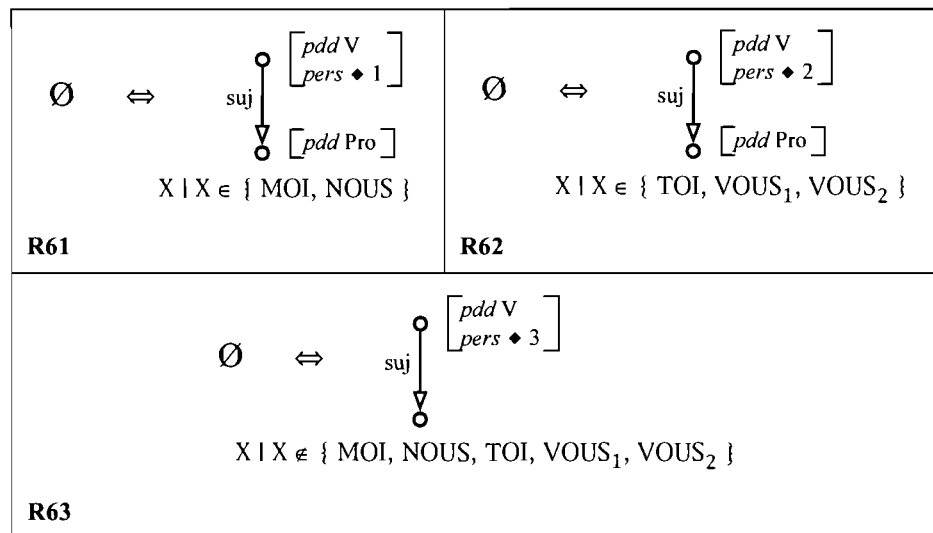 [pdd V
pers ◆ 1]
Ø ⇔ suj
[pdd Pro]
X | X ∈ { MOI, NOUS }
R61
[pdd V
pers ◆ 2]
Ø ⇔ suj
[pdd Pro]
X | X ∈ { TOI, VOUS₁, VOUS₂ }
R62
[pdd V
pers ◆ 3]
Ø ⇔ suj
X | X ∉ { MOI, NOUS, TOI, VOUS₁, VOUS₂ }
R63